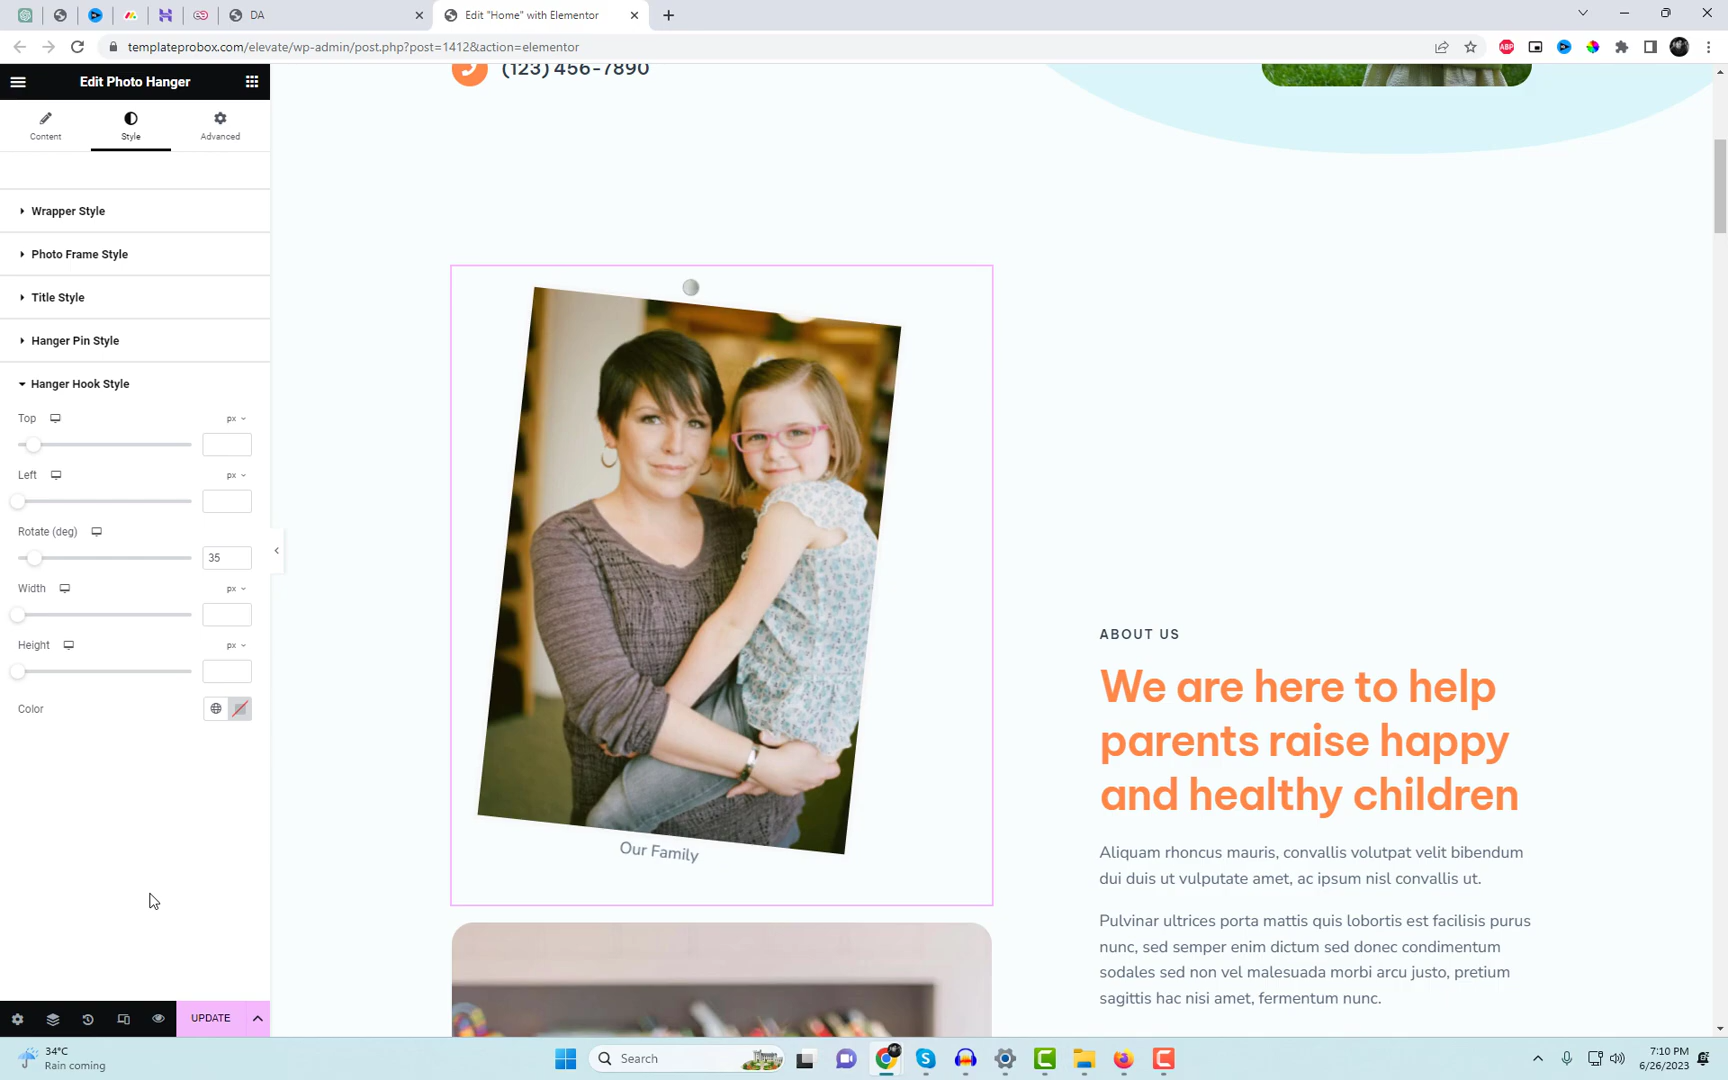 DA
Edit "Home" with Elementor
templateprobox.com/elevate/wp-admin/post.php?post=1412&action=elementor
ABP
Edit Photo Hanger
(123) 456-7890
Content
Style
Advanced
Wrapper Style
Photo Frame Style
Title Style
Hanger Pin Style
Hanger Hook Style
Top
px
Left
px
Rotate (deg)
35
Width
px
Height
px
Color
Our Family
ABOUT US
We are here to help
parents raise happy
and healthy children
Aliquam rhoncus mauris, convallis volutpat velit bibendum
dui duis ut vulputate amet, ac ipsum nisl convallis ut.
Pulvinar ultrices porta mattis quis lobortis est facilisis purus
nunc, sed semper enim dictum sed donec condimentum
sodales sed non vel malesuada morbi arcu justo, pretium
sagittis hac nisi amet, fermentum nunc.
UPDATE
34°C
Rain coming
Search
7:10 PM
6/26/2023